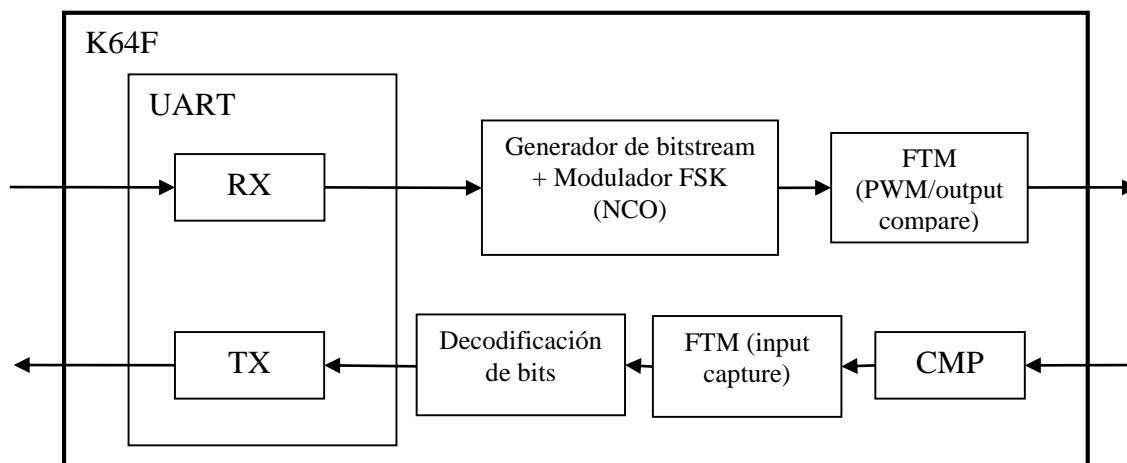 K64F
UART
RX
Generador de bitstream
+ Modulador FSK
(NCO)
FTM
(PWM/output
compare)
TX
Decodificación
de bits
FTM (input
capture)
CMP